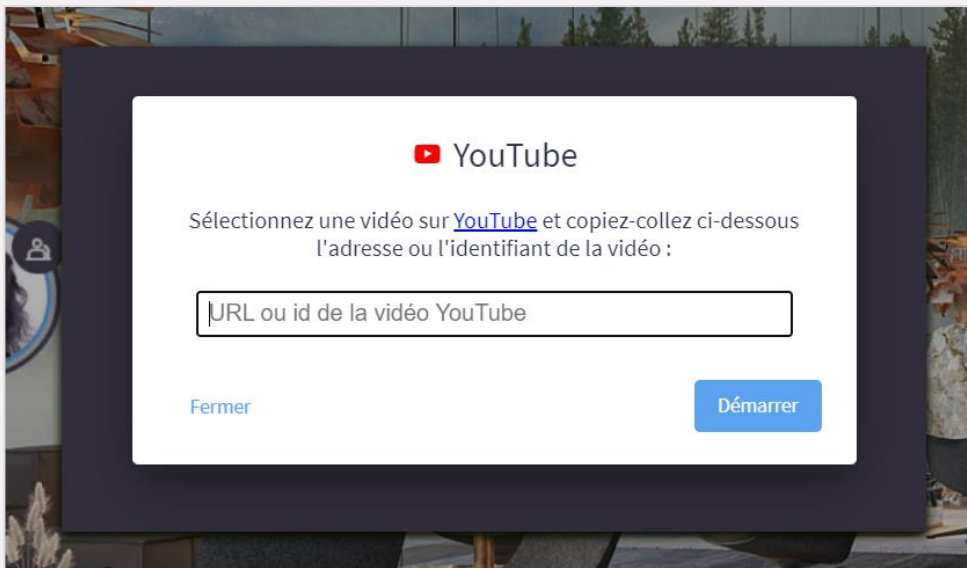 YouTube
Sélectionnez une vidéo sur YouTube et copiez-collez ci-dessous
l'adresse ou l'identifiant de la vidéo :
URL ou id de la vidéo YouTube
Fermer
Démarrer